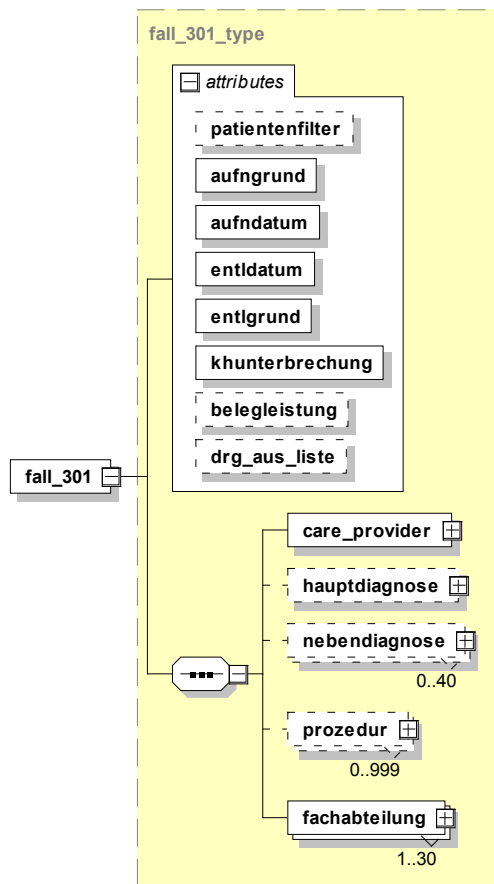 fall_301_type
attributes
patientenfilter
aufngrund
aufndatum
entldatum
entlgrund
khunterbrechung
belegleistung
drg_aus_liste
fall_301
care_provider
hauptdiagnose
nebendiagnose
0..40
prozedur
0..999
fachabteilung
1..30